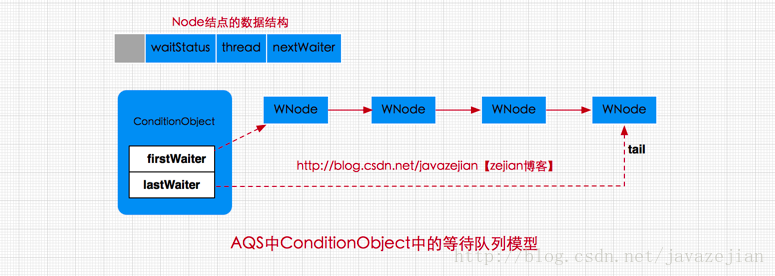 Node结点的数据结构
waitStatus thread nextWaiter
ConditionObject
WNode WNode WNode WNode
firstWaiter
lastWaiter
tail
http://blog.csdn.net/javazejian【zejian博客】
AQS中ConditionObject中的等待队列模型
http://blog.csdn.net/javazejian